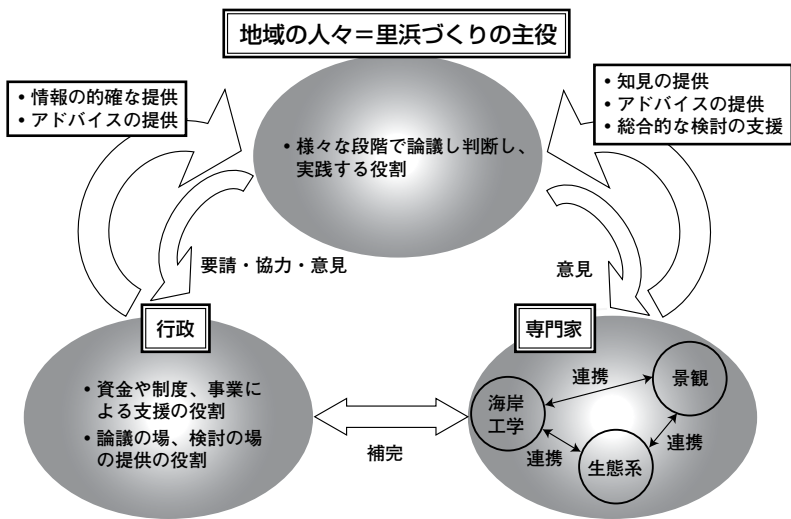 地域の人々＝里浜づくりの主役
・情報の的確な提供
・アドバイスの提供
・知見の提供
・アドバイスの提供
・総合的な検討の支援
・様々な段階で論議し判断し、
実践する役割
要請・協力・意見
意見
行政
・資金や制度、事業に
よる支援の役割
・論議の場、検討の場
の提供の役割
補完
専門家
海岸
工学
連携
景観
連携
生態系
連携